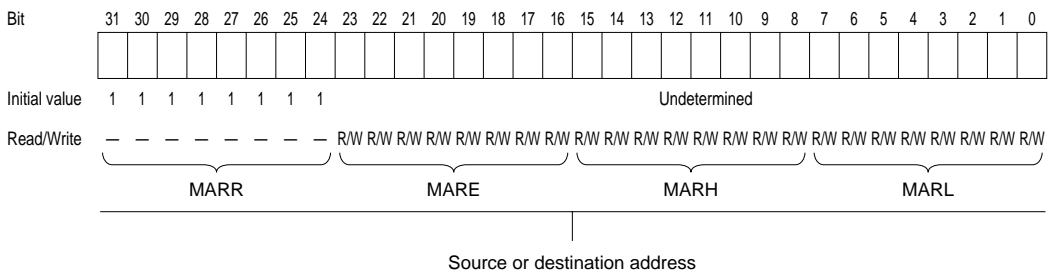 Bit 31 30 29 28 27 26 25 24 23 22 21 20 19 18 17 16 15 14 13 12 11 10 9 8 7 6 5 4 3 2 1 0
Initial value 1 1 1 1 1 1 1 1 Undetermined
Read/Write — — — — — — — — R/W R/W R/W R/W R/W R/W R/W R/W R/W R/W R/W R/W R/W R/W R/W R/W R/W R/W R/W R/W R/W R/W R/W R/W
MARR MARE MARH MARL
Source or destination address